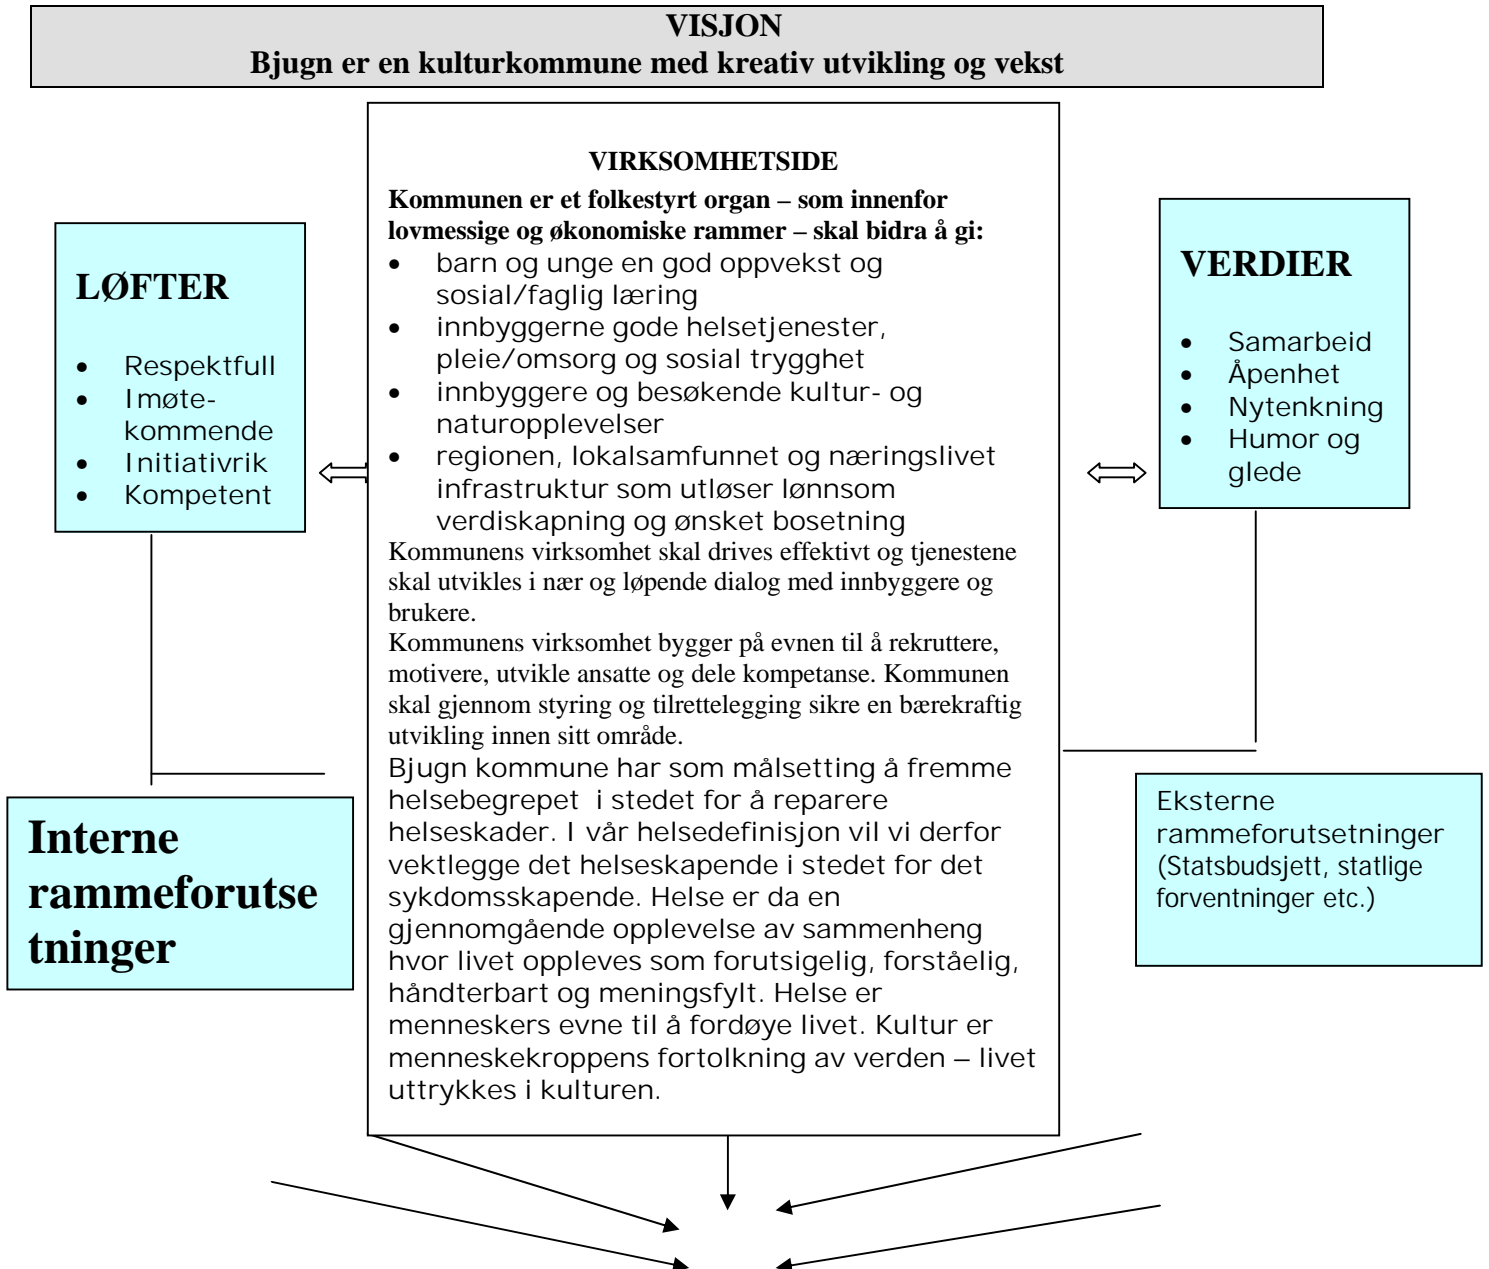 VISJON
Bjugn er en kulturkommune med kreativ utvikling og vekst
LØFTER
• Respektfull
• Imøte-
kommende
• Initiativrik
• Kompetent
VIRKSOMHETSIDE
Kommunen er et folkestyrt organ – som innenfor
lovmessige og økonomiske rammer – skal bidra å gi:
• barn og unge en god oppvekst og
sosial/faglig læring
• innbyggerne gode helsetjenester,
pleie/omsorg og sosial trygghet
• innbyggere og besøkende kultur- og
naturopplevelser
• regionen, lokalsamfunnet og næringslivet
infrastruktur som utløser lønnsom
verdiskapning og ønsket bosetning
Kommunens virksomhet skal drives effektivt og tjenestene
skal utvikles i nær og løpende dialog med innbyggere og
brukere.
Kommunens virksomhet bygger på evnen til å rekruttere,
motivere, utvikle ansatte og dele kompetanse. Kommunen
skal gjennom styring og tilrettelegging sikre en bærekraftig
utvikling innen sitt område.
Bjugn kommune har som målsetting å fremme
helsebegrepet i stedet for å reparere
helseskader. I vår helsedefinisjon vil vi derfor
vektlegge det helseskapende i stedet for det
sykdomsskapende. Helse er da en
gjennomgående opplevelse av sammenheng
hvor livet oppleves som forutsigelig, forståelig,
håndterbart og meningsfylt. Helse er
menneskers evne til å fordøye livet. Kultur er
menneskekroppens fortolkning av verden – livet
uttrykkes i kulturen.
VERDIER
• Samarbeid
• Åpenhet
• Nytenkning
• Humor og
glede
Interne
rammeforutse
tninger
Eksterne
rammeforutsetninger
(Statsbudsjett, statlige
forventninger etc.)